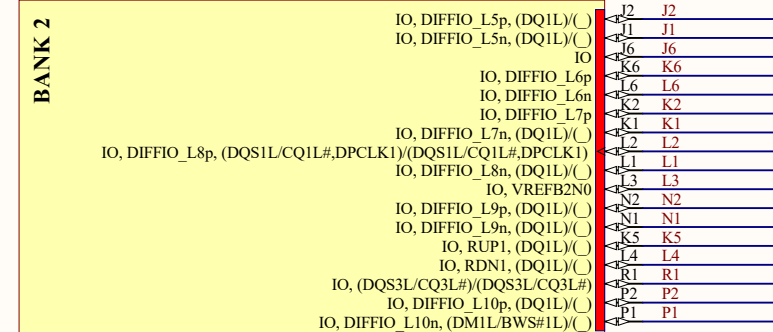 BANK 2
IO, DIFFIO_L5p, (DQ1L)/(_) J2 J2
IO, DIFFIO_L5n, (DQ1L)/(_) J1 J1
IO J6 J6
IO, DIFFIO_L6p K6 K6
IO, DIFFIO_L6n L6 L6
IO, DIFFIO_L7p K2 K2
IO, DIFFIO_L7n, (DQ1L)/(_) K1 K1
IO, DIFFIO_L8p, (DQS1L/CQ1L#,DPCLK1)/(DQS1L/CQ1L#,DPCLK1) L2 L2
IO, DIFFIO_L8n, (DQ1L)/(_) L1 L1
IO, VREFB2N0 L3 L3
IO, DIFFIO_L9p, (DQ1L)/(_) N2 N2
IO, DIFFIO_L9n, (DQ1L)/(_) N1 N1
IO, RUP1, (DQ1L)/(_) K5 K5
IO, RDN1, (DQ1L)/(_) L4 L4
IO, (DQS3L/CQ3L#)/(DQS3L/CQ3L#) R1 R1
IO, DIFFIO_L10p, (DQ1L)/(_) P2 P2
IO, DIFFIO_L10n, (DM1L/BWS#1L)/(_) P1 P1